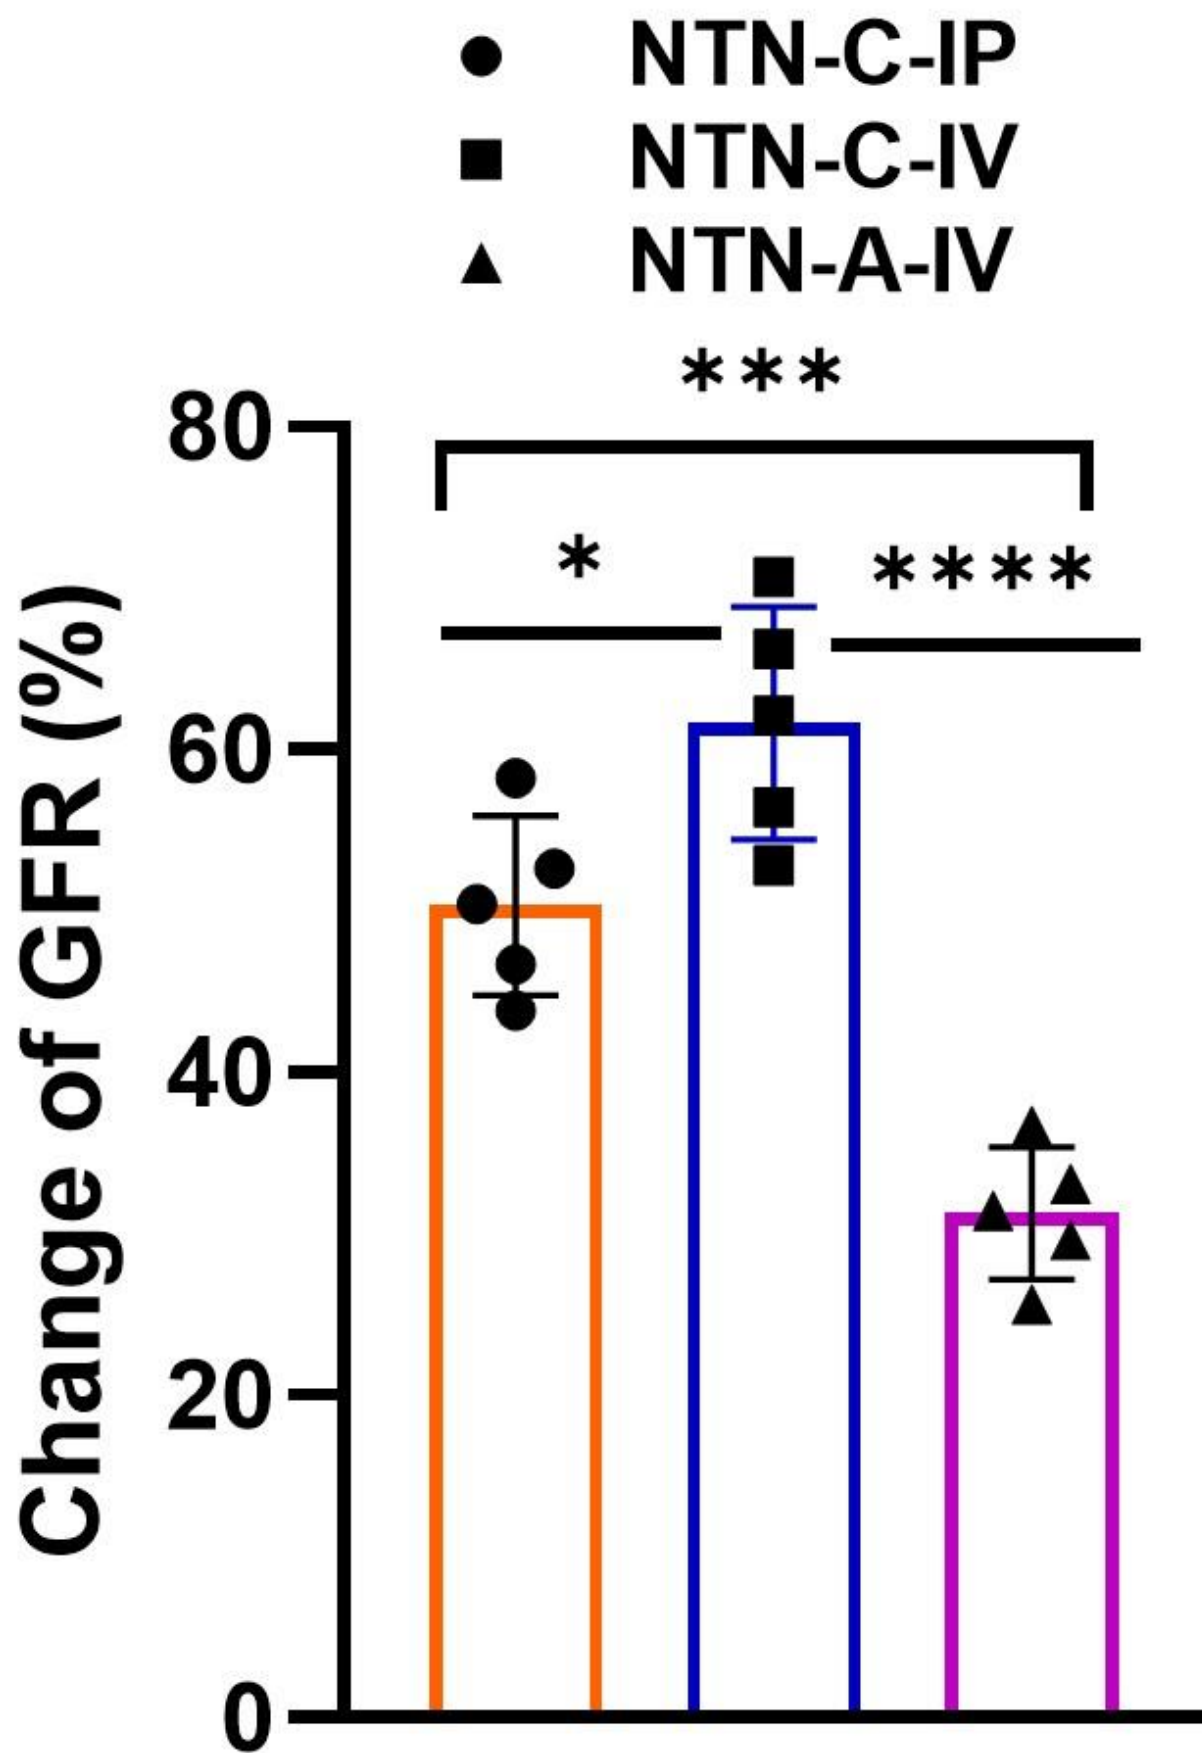 NTN-C-IP
NTN-C-IV
NTN-A-IV
***
*
****
Change of GFR (%)
80
60
40
20
0